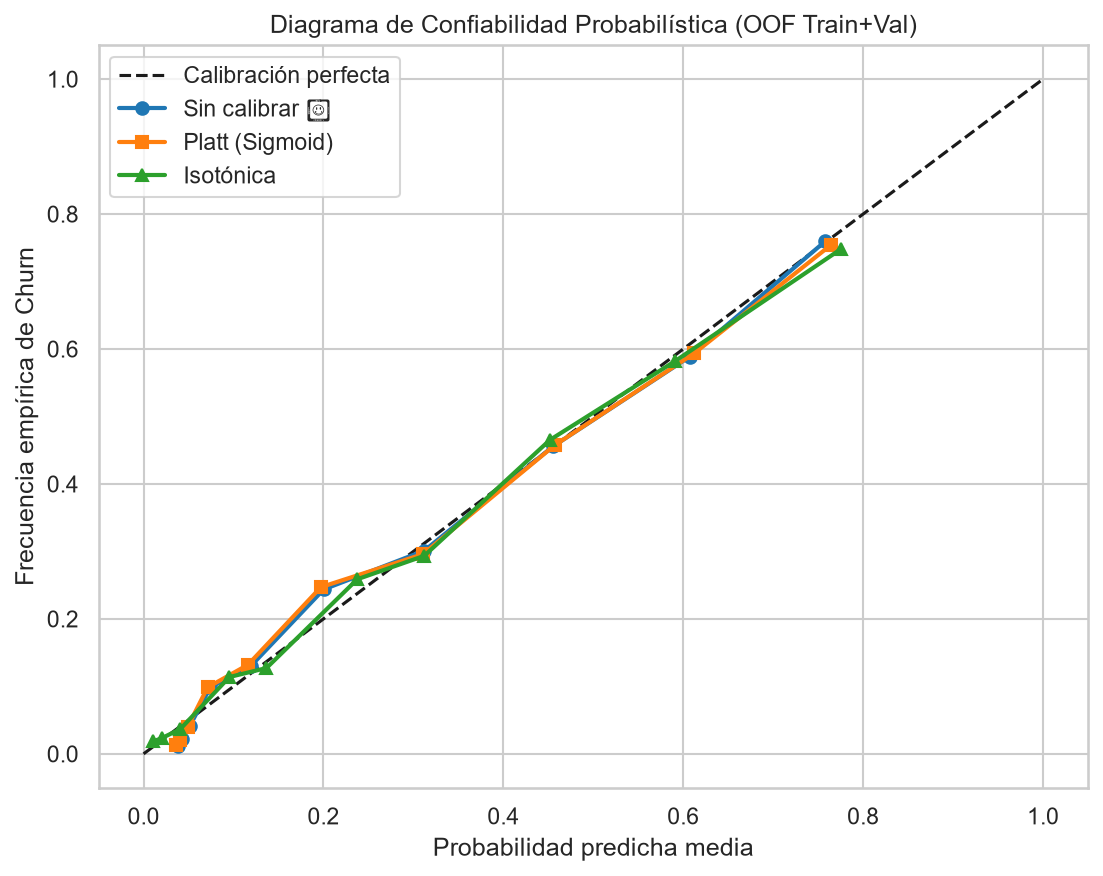 Diagrama de Confiabilidad Probabilística (OOF Train+Val)
Calibración perfecta
Sin calibrar
Platt (Sigmoid)
Isotónica
Frecuencia empírica de Churn
1.0
0.8
0.6
0.4
0.2
0.0
0.0 0.2 0.4 0.6 0.8 1.0
Probabilidad predicha media